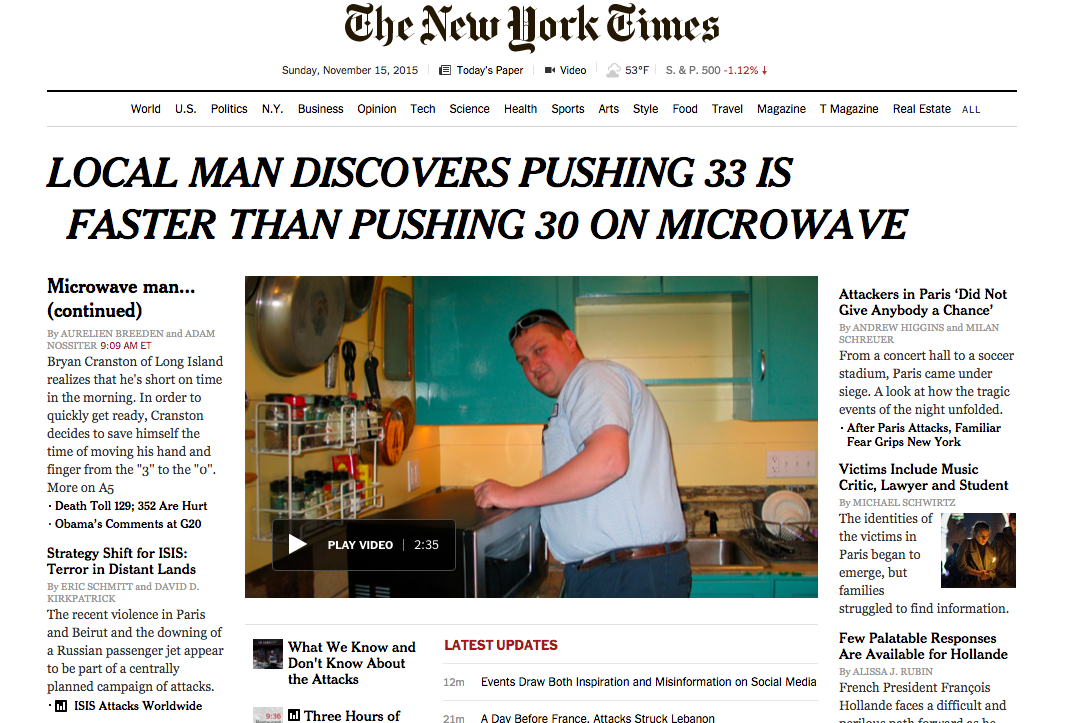 The New York Times
Sunday, November 15, 2015
Today's Paper
Video
53°F
S. & P. 500 -1.12%
World U.S. Politics N.Y. Business Opinion Tech Science Health Sports Arts Style Food Travel Magazine T Magazine Real Estate ALL
LOCAL MAN DISCOVERS PUSHING 33 IS
FASTER THAN PUSHING 30 ON MICROWAVE
Microwave man...
(continued)
By AURELIEN BREEDEN and ADAM
NOSSITER 9:09 AM ET
Bryan Cranston of Long Island
realizes that he's short on time
in the morning. In order to
quickly get ready, Cranston
decides to save himself the
time of moving his hand and
finger from the "3" to the "0".
More on A5
· Death Toll 129; 352 Are Hurt
· Obama's Comments at G20
Strategy Shift for ISIS:
Terror in Distant Lands
By ERIC SCHMITT and DAVID D.
KIRKPATRICK
The recent violence in Paris
and Beirut and the downing of
a Russian passenger jet appear
to be part of a centrally
planned campaign of attacks.
· ISIS Attacks Worldwide
PLAY VIDEO | 2:35
What We Know and
Don't Know About
the Attacks
9:36
Three Hours of
LATEST UPDATES
12m Events Draw Both Inspiration and Misinformation on Social Media
21m A Day Before France, Attacks Struck Lebanon
Attackers in Paris 'Did Not
Give Anybody a Chance'
By ANDREW HIGGINS and MILAN
SCHREUER
From a concert hall to a soccer
stadium, Paris came under
siege. A look at how the tragic
events of the night unfolded.
· After Paris Attacks, Familiar
Fear Grips New York
Victims Include Music
Critic, Lawyer and Student
By MICHAEL SCHWIRTZ
The identities of
the victims in
Paris began to
emerge, but
families
struggled to find information.
Few Palatable Responses
Are Available for Hollande
By ALISSA J. RUBIN
French President François
Hollande faces a difficult and
perilous path forward as he